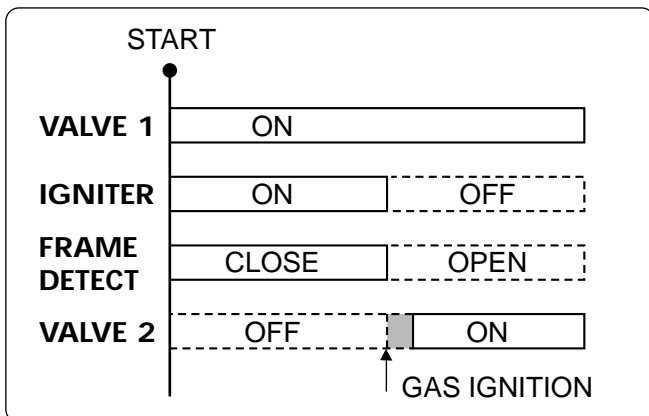 START
VALVE 1 ON
IGNITER ON OFF
FRAME DETECT CLOSE OPEN
VALVE 2 OFF ON
GAS IGNITION